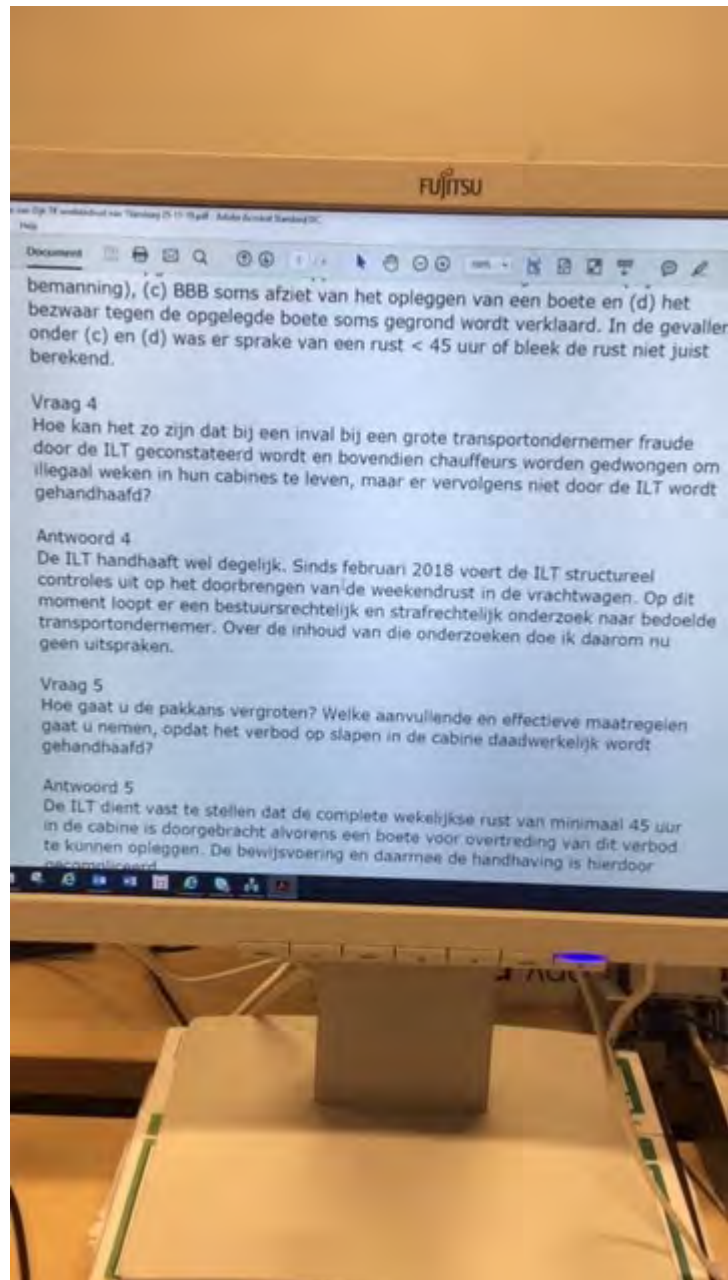 FUJITSU
Help
Document
bemanning), (c) BBB soms afziet van het opleggen van een boete en (d) het
bezwaar tegen de opgelegde boete soms gegrond wordt verklaard. In de gevallen
onder (c) en (d) was er sprake van een rust < 45 uur of bleek de rust niet juist
berekend.
Vraag 4
Hoe kan het zo zijn dat bij een inval bij een grote transportondernemer fraude
door de ILT geconstateerd wordt en bovendien chauffeurs worden gedwongen om
illegaal weken in hun cabines te leven, maar er vervolgens niet door de ILT wordt
gehandhaafd?
Antwoord 4
De ILT handhaaft wel degelijk. Sinds februari 2018 voert de ILT structureel
controles uit op het doorbrengen van de weekendrust in de vrachtwagen. Op dit
moment loopt er een bestuursrechtelijk en strafrechtelijk onderzoek naar bedoelde
transportondernemer. Over de inhoud van die onderzoeken doe ik daarom nu
geen uitspraken.
Vraag 5
Hoe gaat u de pakkans vergroten? Welke aanvullende en effectieve maatregelen
gaat u nemen, opdat het verbod op slapen in de cabine daadwerkelijk wordt
gehandhaafd?
Antwoord 5
De ILT dient vast te stellen dat de complete wekelijkse rust van minimaal 45 uur
in de cabine is doorgebracht alvorens een boete voor overtreding van dit verbod
te kunnen opleggen. De bewijsvoering en daarmee de handhaving is hierdoor
gecompliceerd